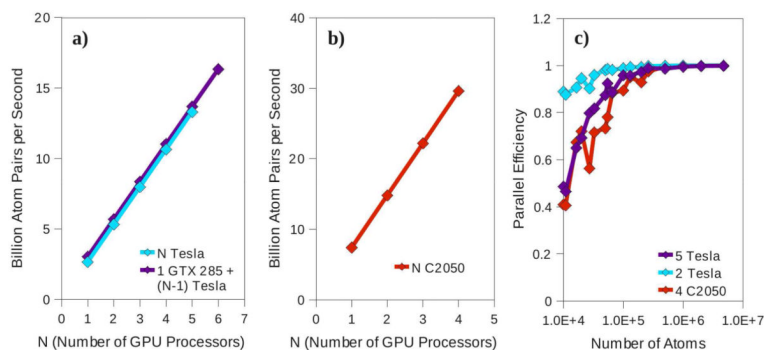 a)
20
15
10
5
0
0 1 2 3 4 5 6 7
Billion Atom Pairs per Second
N (Number of GPU Processors)
N Tesla
1 GTX 285 +
(N-1) Tesla
b)
40
30
20
10
0
0 1 2 3 4 5
Billion Atom Pairs per Second
N (Number of GPU Processors)
N C2050
c)
1.2
1
0.8
0.6
0.4
0.2
0
1.0E+4 1.0E+5 1.0E+6 1.0E+7
Parallel Efficiency
Number of Atoms
5 Tesla
2 Tesla
4 C2050